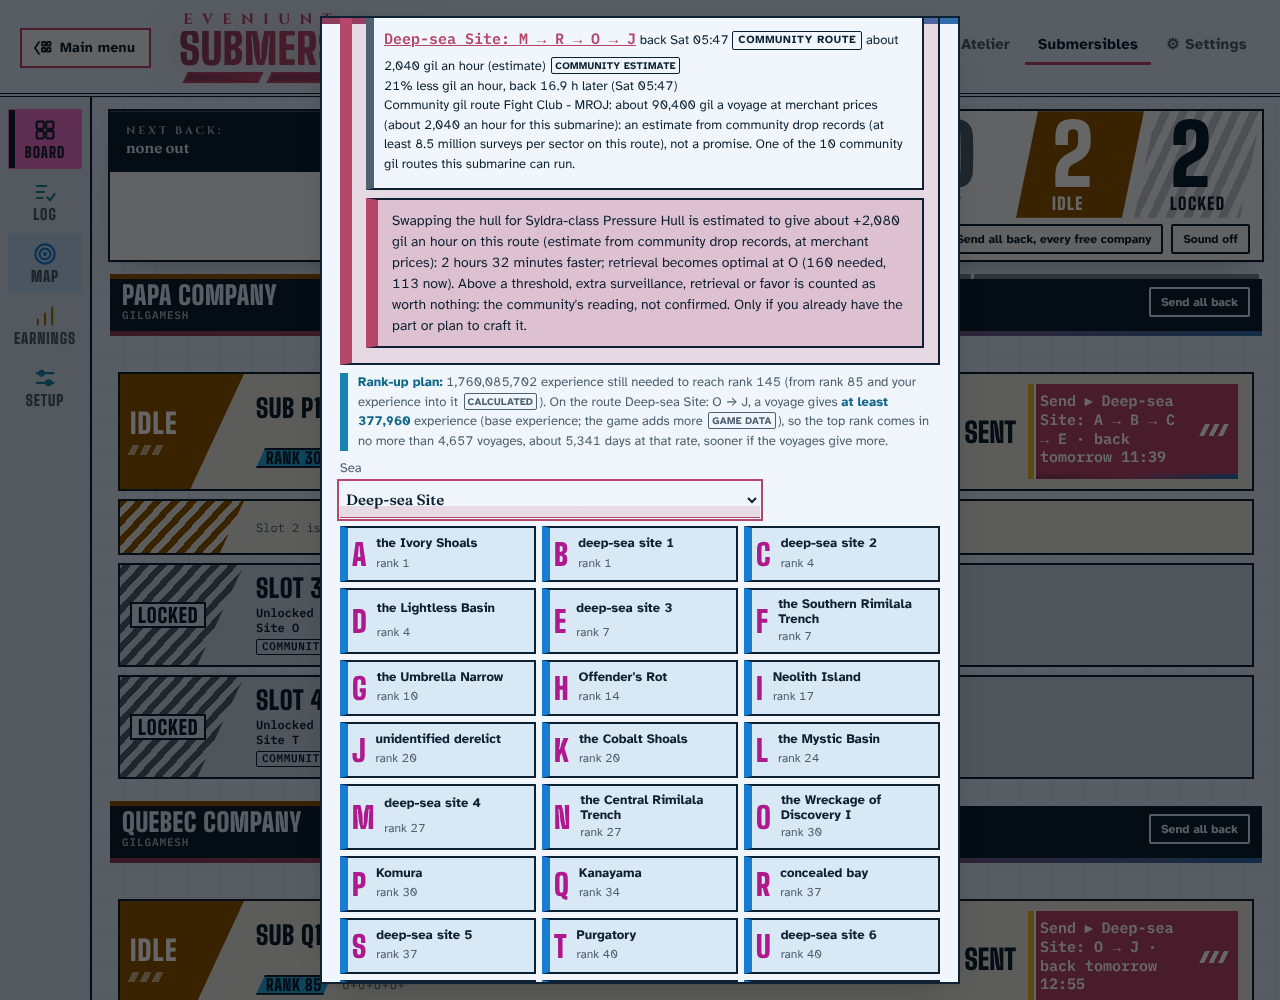 Main menu
EVENIUNT
SUBMERS
Atelier
Submersibles
Settings
BOARD
LOG
MAP
EARNINGS
SETUP
NEXT BACK:
none out
2
IDLE
2
LOCKED
Send all back, every free company
Sound off
PAPA COMPANY
GILGAMESH
Send all back
IDLE
SUB P1
RANK 30
SENT
Send ▶ Deep-sea
Site: A → B → C
→ E · back
tomorrow 11:39
Slot 2 is
LOCKED
SLOT 3
Unlocked
Site O
COMMUNIT
LOCKED
SLOT 4
Unlocked
Site T
COMMUNIT
QUEBEC COMPANY
GILGAMESH
Send all back
IDLE
SUB Q1
RANK 85
SENT
Send ▶ Deep-sea
Site: O → J ·
back tomorrow
12:55
Deep-sea Site: M → R → O → J back Sat 05:47 COMMUNITY ROUTE about
2,040 gil an hour (estimate) COMMUNITY ESTIMATE
21% less gil an hour, back 16.9 h later (Sat 05:47)
Community gil route Fight Club - MROJ: about 90,400 gil a voyage at merchant prices
(about 2,040 an hour for this submarine): an estimate from community drop records (at
least 8.5 million surveys per sector on this route), not a promise. One of the 10 community
gil routes this submarine can run.
Swapping the hull for Syldra-class Pressure Hull is estimated to give about +2,080
gil an hour on this route (estimate from community drop records, at merchant
prices): 2 hours 32 minutes faster; retrieval becomes optimal at O (160 needed,
113 now). Above a threshold, extra surveillance, retrieval or favor is counted as
worth nothing: the community's reading, not confirmed. Only if you already have the
part or plan to craft it.
Rank-up plan: 1,760,085,702 experience still needed to reach rank 145 (from rank 85 and your
experience into it CALCULATED ). On the route Deep-sea Site: O → J, a voyage gives at least
377,960 experience (base experience; the game adds more GAME DATA ), so the top rank comes in
no more than 4,657 voyages, about 5,341 days at that rate, sooner if the voyages give more.
Sea
Deep-sea Site
A the Ivory Shoals
rank 1
B deep-sea site 1
rank 1
C deep-sea site 2
rank 4
D the Lightless Basin
rank 4
E deep-sea site 3
rank 7
F the Southern Rimilala
Trench
rank 7
G the Umbrella Narrow
rank 10
H Offender's Rot
rank 14
I Neolith Island
rank 17
J unidentified derelict
rank 20
K the Cobalt Shoals
rank 20
L the Mystic Basin
rank 24
M deep-sea site 4
rank 27
N the Central Rimilala
Trench
rank 27
O the Wreckage of
Discovery I
rank 30
P Komura
rank 30
Q Kanayama
rank 34
R concealed bay
rank 37
S deep-sea site 5
rank 37
T Purgatory
rank 40
U deep-sea site 6
rank 40